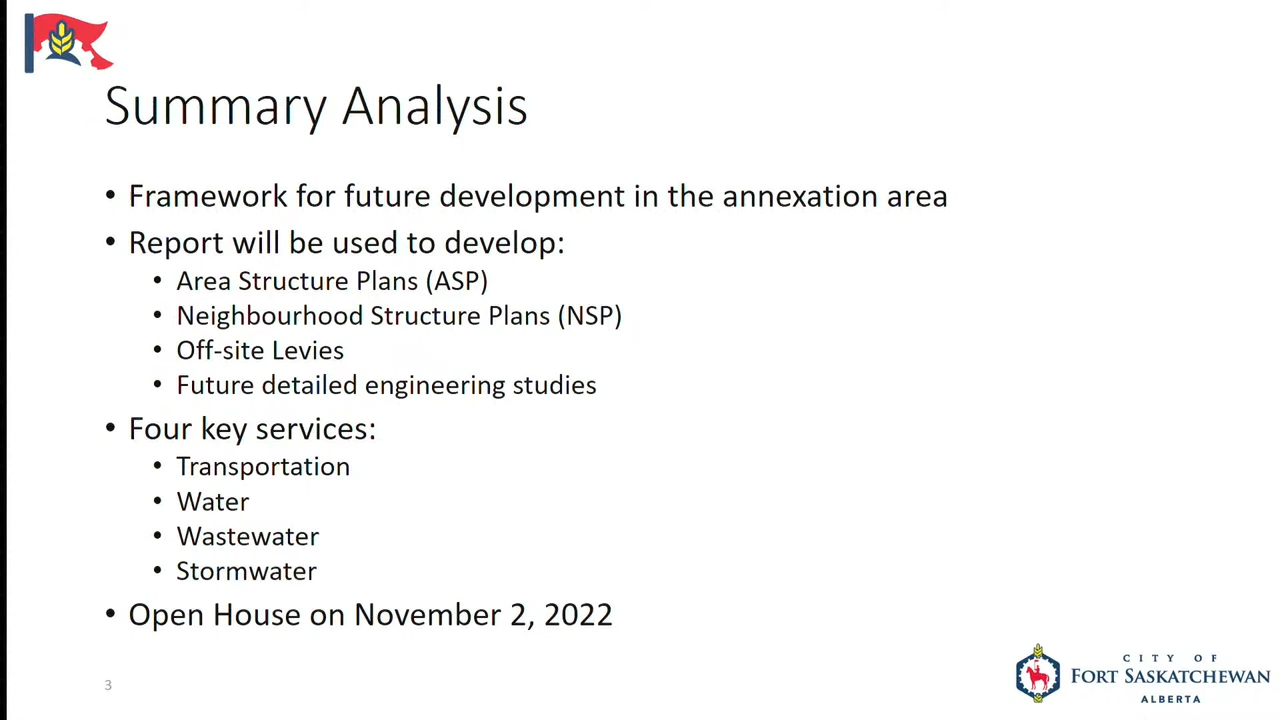 Summary Analysis
• Framework for future development in the annexation area
• Report will be used to develop:
• Area Structure Plans (ASP)
• Neighbourhood Structure Plans (NSP)
• Off-site Levies
• Future detailed engineering studies
• Four key services:
• Transportation
• Water
• Wastewater
• Stormwater
• Open House on November 2, 2022
3
CITY OF
FORT SASKATCHEWAN
ALBERTA